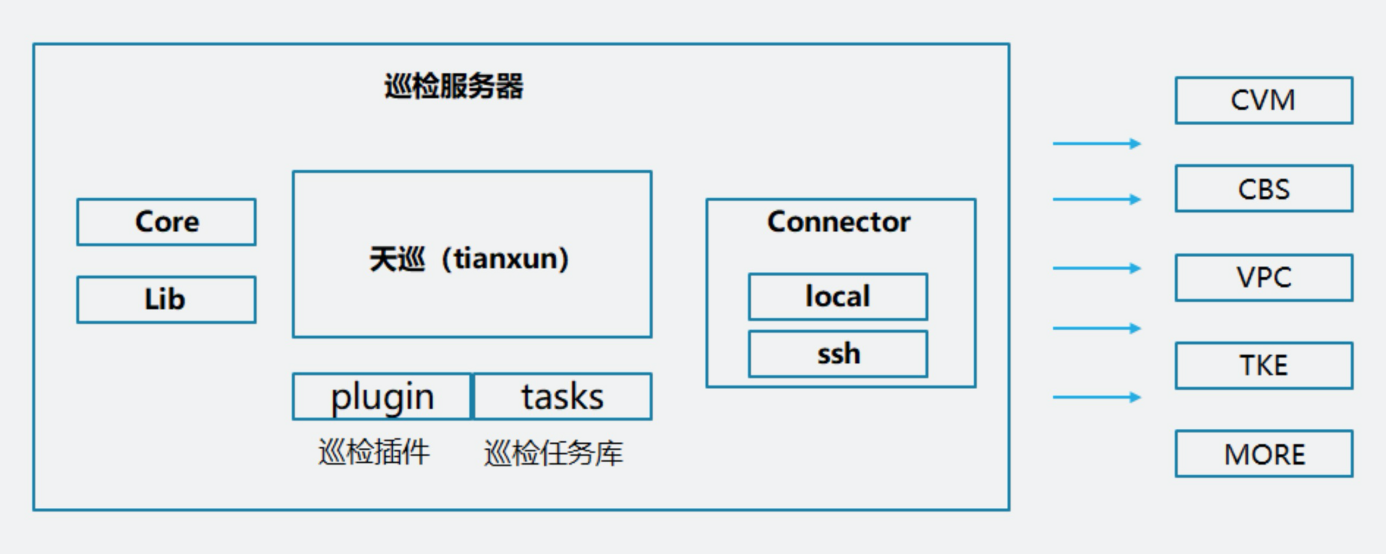 巡检服务器
Core
Lib
天巡（tianxun）
plugin
tasks
巡检插件
巡检任务库
Connector
local
ssh
CVM
CBS
VPC
TKE
MORE